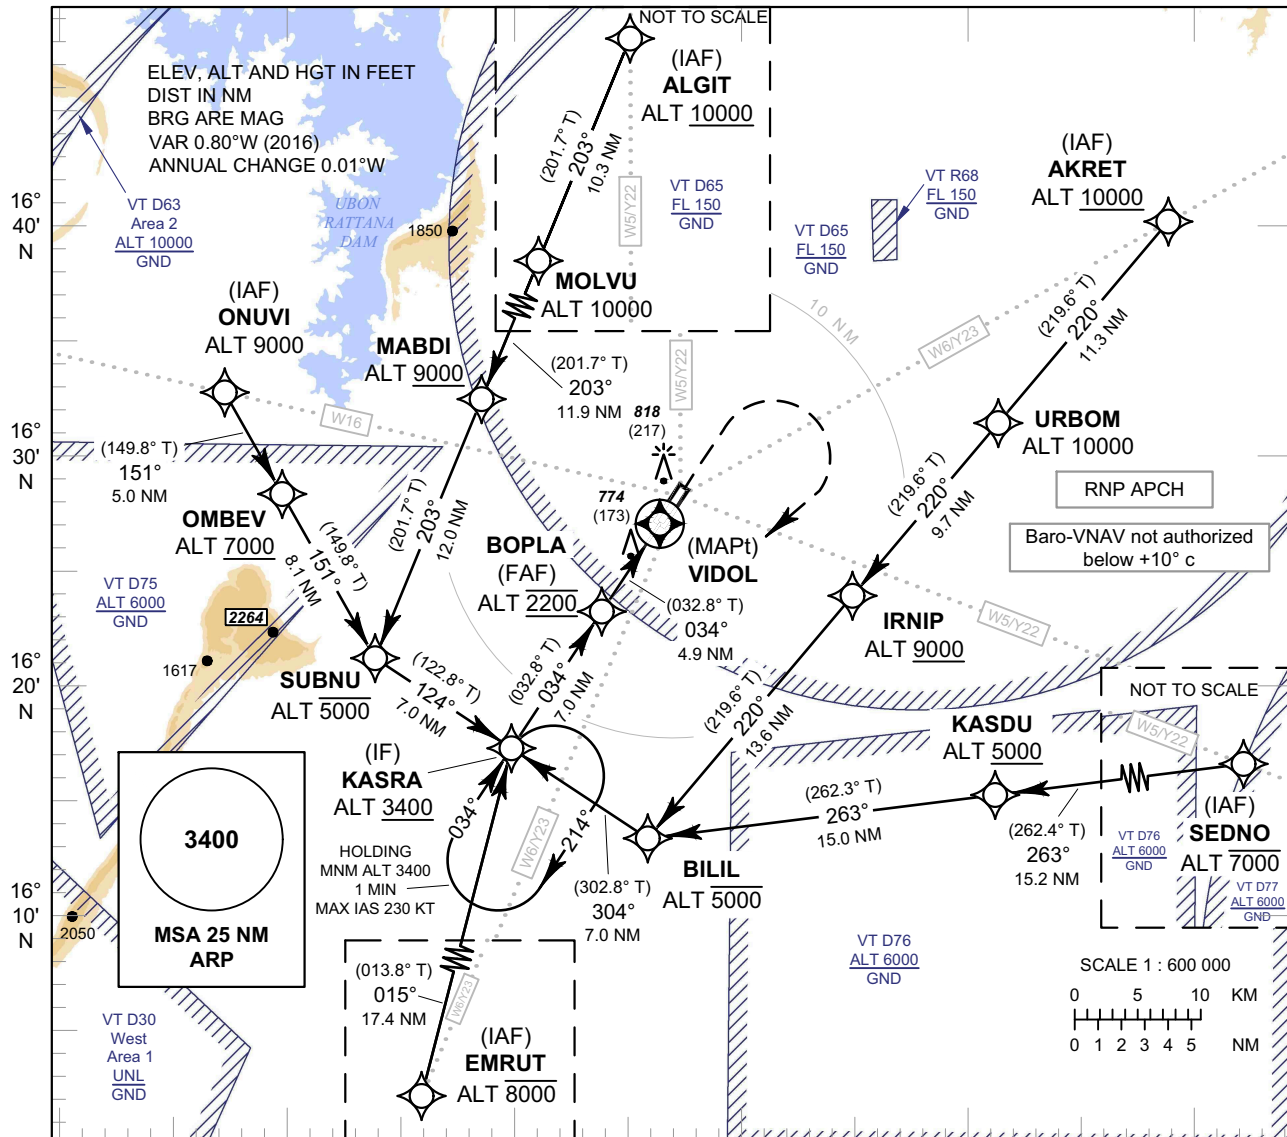 NOT TO SCALE
ELEV, ALT AND HGT IN FEET
DIST IN NM
BRG ARE MAG
VAR 0.80°W (2016)
ANNUAL CHANGE 0.01°W
(IAF)
ALGIT
ALT 10000
(201.7° T)
203°
10.3 NM
W5/Y22
(IAF)
AKRET
ALT 10000
16°
40'
N
VT D63
Area 2
ALT 10000
GND
UBON
RATTANA
DAM
1850
VT D65
FL 150
GND
VT R68
FL 150
GND
VT D65
FL 150
GND
MOLVU
ALT 10000
(IAF)
ONUVI
ALT 9000
MABDI
ALT 9000
(201.7° T)
203°
11.9 NM
W5/Y22
10 NM
W6/Y23
(219.6° T)
220°
11.3 NM
W16
818
(217)
URBOM
ALT 10000
16°
30'
N
(149.8° T)
151°
5.0 NM
(201.7° T)
203°
12.0 NM
774
(173)
(219.6° T)
220°
9.7 NM
RNP APCH
Baro-VNAV not authorized
below +10° c
OMBEV
ALT 7000
BOPLA
(FAF)
ALT 2200
(MAPt)
VIDOL
(149.8° T)
151°
8.1 NM
VT D75
ALT 6000
GND
2264
1617
(032.8° T)
034°
4.9 NM
IRNIP
ALT 9000
W5/Y22
16°
20'
N
SUBNU
ALT 5000
(122.8° T)
124°
7.0 NM
(032.8° T)
034°
7.0 NM
(219.6° T)
220°
13.6 NM
NOT TO SCALE
W5/Y22
KASDU
ALT 5000
(IF)
KASRA
ALT 3400
034°
214°
(262.3° T)
263°
15.0 NM
(262.4° T)
263°
15.2 NM
(IAF)
SEDNO
ALT 7000
VT D76
ALT 6000
GND
VT D77
ALT 6000
GND
3400
MSA 25 NM
ARP
HOLDING
MNM ALT 3400
1 MIN
MAX IAS 230 KT
W6/Y23
(302.8° T)
304°
7.0 NM
BILIL
ALT 5000
16°
10'
N
2050
VT D76
ALT 6000
GND
(013.8° T)
015°
17.4 NM
W6/Y23
(IAF)
EMRUT
ALT 8000
VT D30
West
Area 1
UNL
GND
SCALE 1 : 600 000
0 5 10 KM
0 1 2 3 4 5 NM